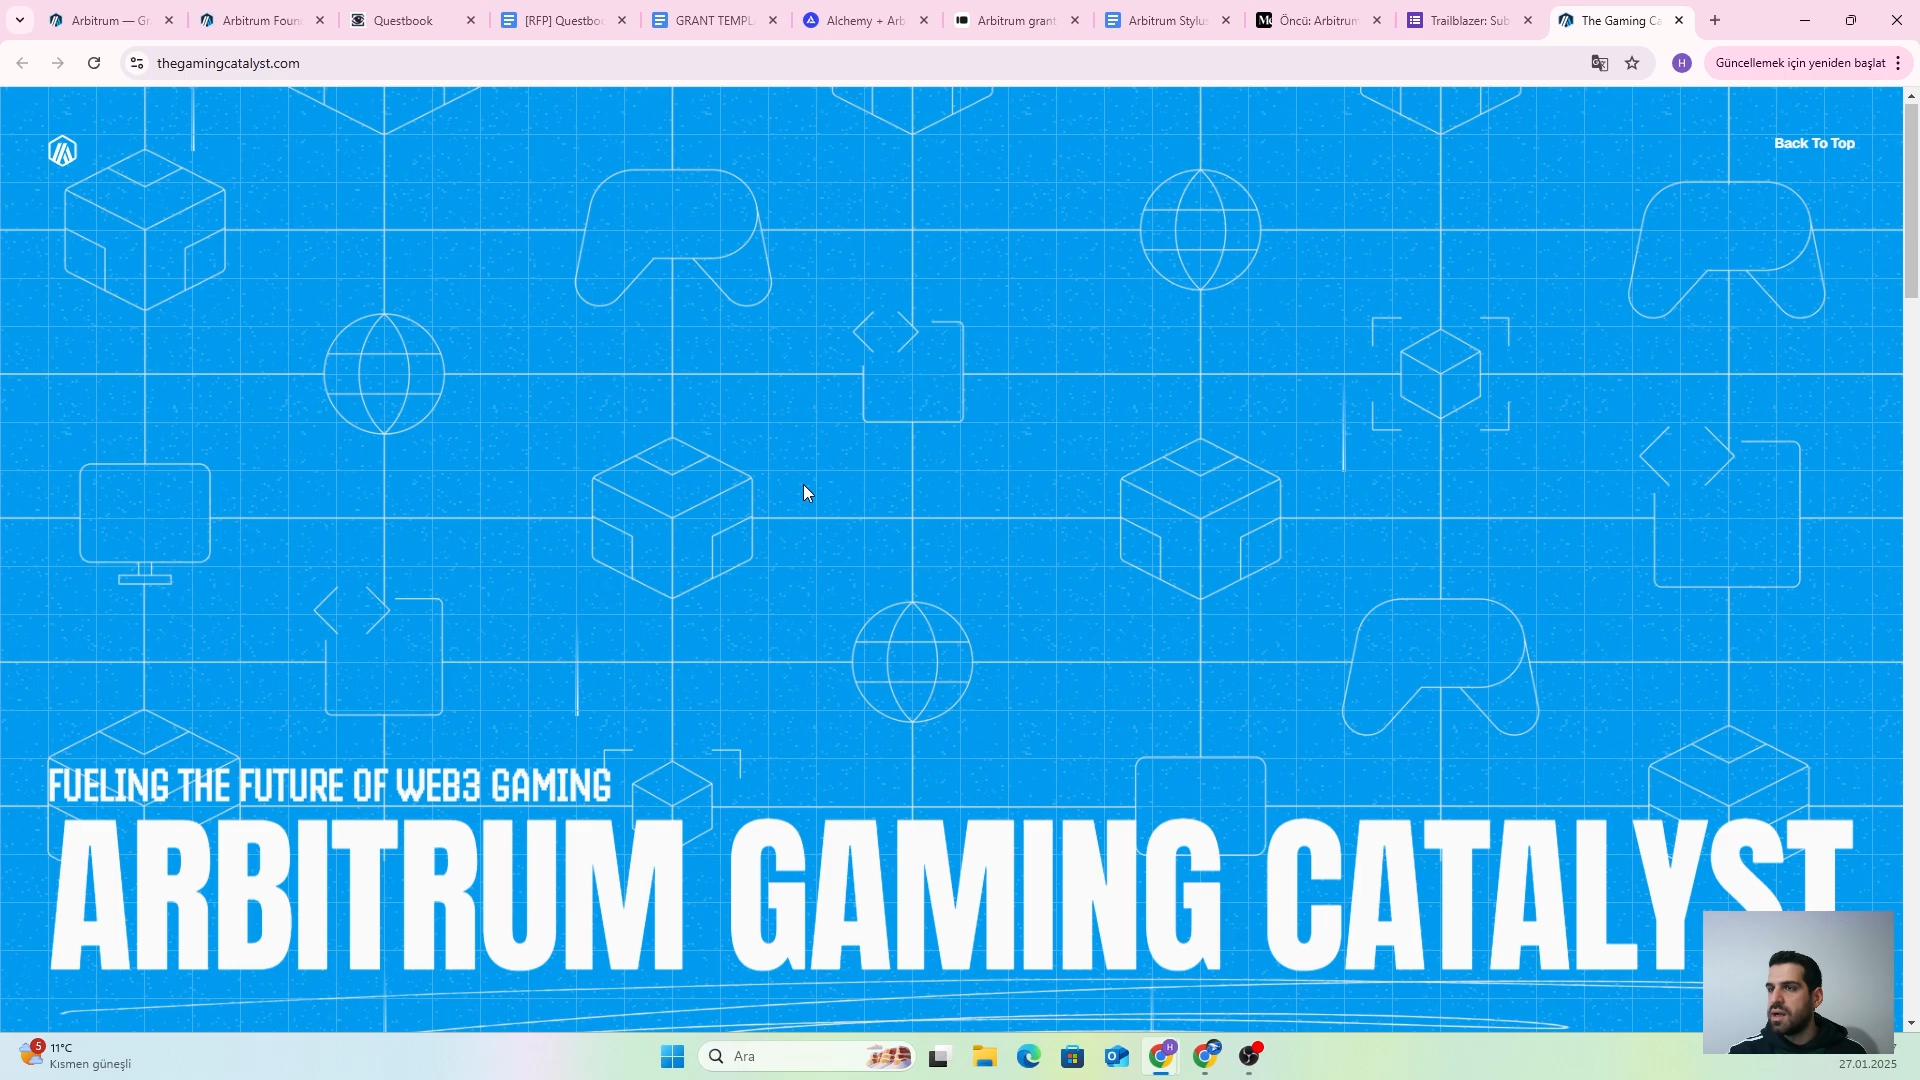 Arbitrum — Gr
Arbitrum Foun
Questbook
[RFP] Questbo
GRANT TEMPL
Alchemy + Arb
Arbitrum grant
Arbitrum Stylus
Öncü: Arbitrum
Trailblazer: Sub
The Gaming Ca
thegamingcatalyst.com
H
Güncellemek için yeniden başlat
Back To Top
FUELING THE FUTURE OF WEB3 GAMING
ARBITRUM GAMING CATALYST
5
11°C
Kısmen güneşli
Ara
H
27.01.2025